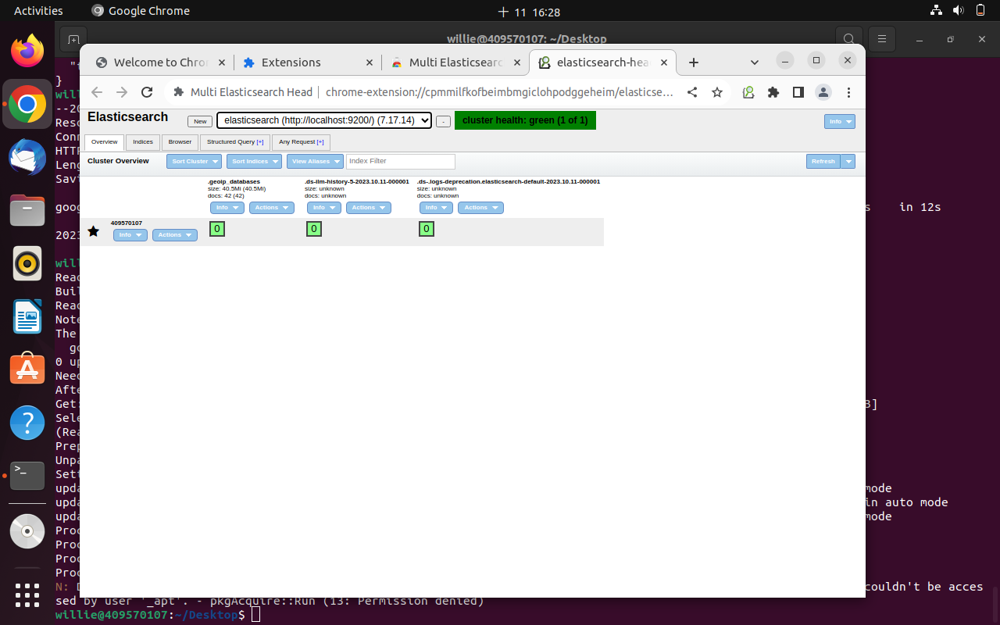 Activities
Google Chrome
11 16:28
willie@409570107: ~/Desktop
Welcome to Chro
Extensions
Multi Elasticsearc
elasticsearch-hea
Multi Elasticsearch Head
chrome-extension://cpmmilfkofbeimbmgiclohpodggeheim/elasticse...
Elasticsearch
New
elasticsearch (http://localhost:9200/) (7.17.14)
-
cluster health: green (1 of 1)
Info
Overview
Indices
Browser
Structured Query [+]
Any Request [+]
Cluster Overview
Sort Cluster
Sort Indices
View Aliases
Index Filter
Refresh
.geoip_databases
size: 40.5Mi (40.5Mi)
docs: 42 (42)
Info
Actions
.ds-ilm-history-5-2023.10.11-000001
size: unknown
docs: unknown
Info
Actions
.ds-.logs-deprecation.elasticsearch-default-2023.10.11-000001
size: unknown
docs: unknown
Info
Actions
409570107
Info
Actions
0
0
0
}
will
--20
Reso
Conn
HTTP
Leng
Savi
goog
s in 12s
2023
will
Read
Buil
Read
Note
The
go
0 up
Need
Afte
Get:
B]
Sele
(Rea
Prep
Unpa
Sett
upda
mode
upda
in auto mode
upda
mode
Proc
Proc
Proc
Proc
N: D
couldn't be acces
sed by user '_apt'. - pkgAcquire::Run (13: Permission denied)
willie@409570107:~/Desktop$